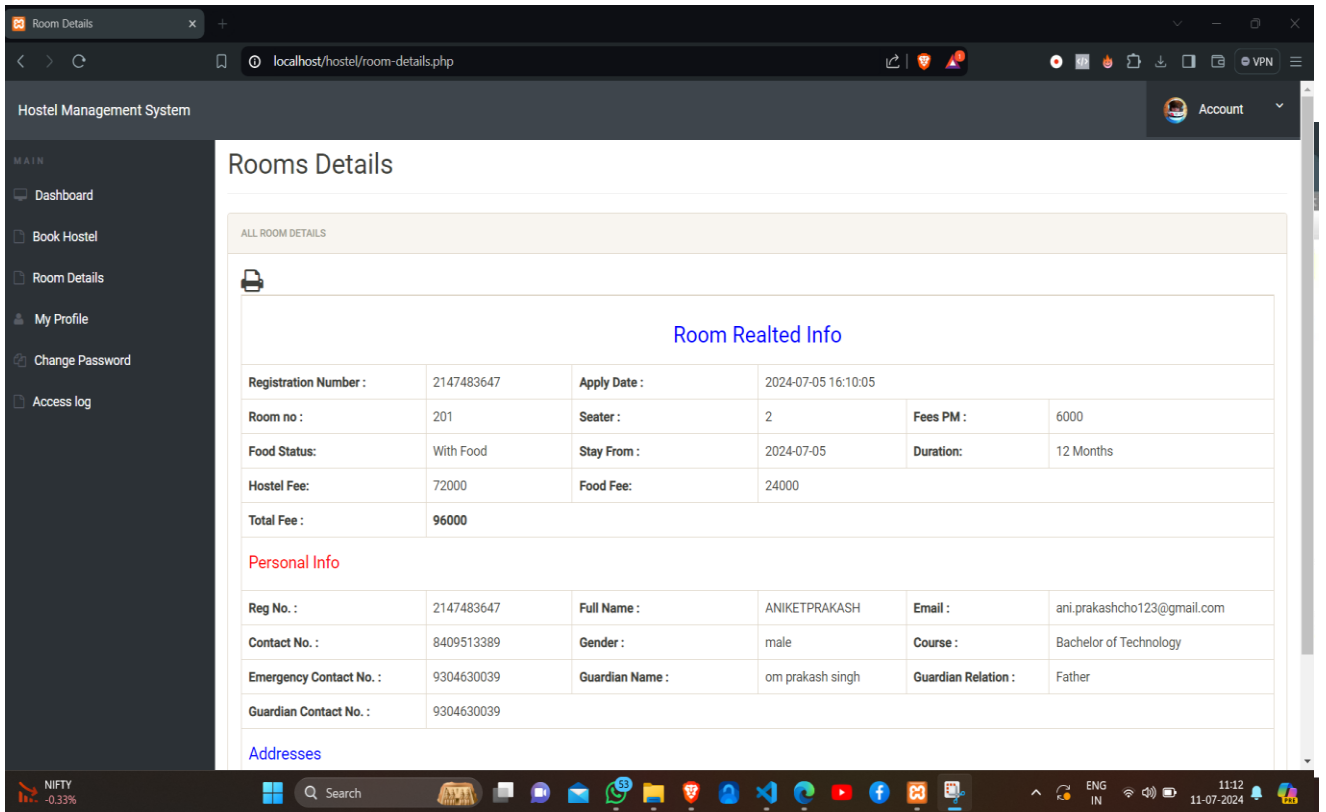 Room Details
localhost/hostel/room-details.php
VPN
Hostel Management System
Account
MAIN
Dashboard
Book Hostel
Room Details
My Profile
Change Password
Access log
Rooms Details
ALL ROOM DETAILS
Room Realted Info
Registration Number : 2147483647 Apply Date : 2024-07-05 16:10:05
Room no : 201 Seater : 2 Fees PM : 6000
Food Status: With Food Stay From : 2024-07-05 Duration: 12 Months
Hostel Fee: 72000 Food Fee: 24000
Total Fee : 96000
Personal Info
Reg No. : 2147483647 Full Name : ANIKETPRAKASH Email : ani.prakashcho123@gmail.com
Contact No. : 8409513389 Gender : male Course : Bachelor of Technology
Emergency Contact No. : 9304630039 Guardian Name : om prakash singh Guardian Relation : Father
Guardian Contact No. : 9304630039
Addresses
NIFTY
-0.33%
Search
53
ENG
IN
11:12
11-07-2024
PRE